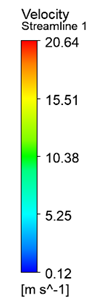 Velocity
Streamline 1
20.64
15.51
10.38
5.25
0.12
[m s^-1]